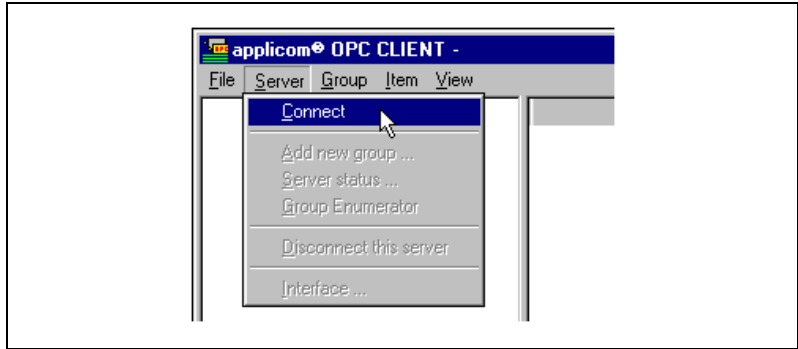 OPC applicom® OPC CLIENT -
File Server Group Item View
Connect
Add new group ...
Server status ...
Group Enumerator
Disconnect this server
Interface ...